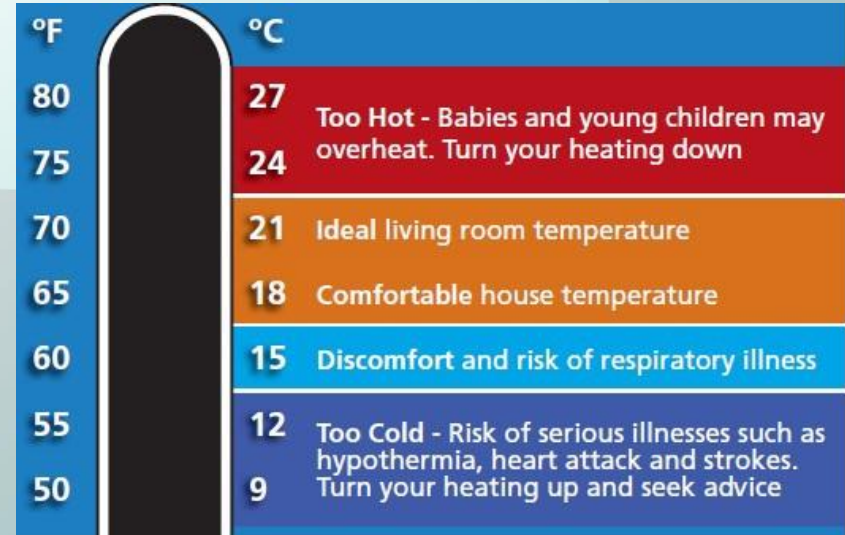 °F °C
80 27
Too Hot - Babies and young children may
overheat. Turn your heating down
75 24
70 21 Ideal living room temperature
65 18 Comfortable house temperature
60 15 Discomfort and risk of respiratory illness
55 12
Too Cold - Risk of serious illnesses such as
hypothermia, heart attack and strokes.
Turn your heating up and seek advice
50 9